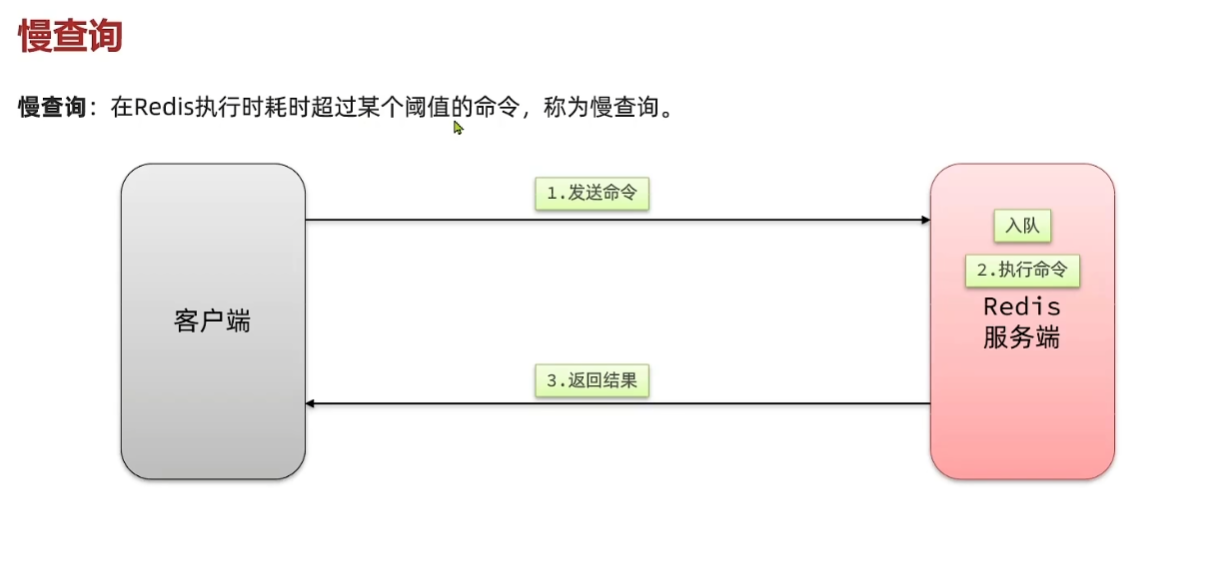 慢查询
慢查询：在Redis执行时耗时超过某个阈值的命令，称为慢查询。
1.发送命令
入队
2.执行命令
客户端
Redis
服务端
3.返回结果